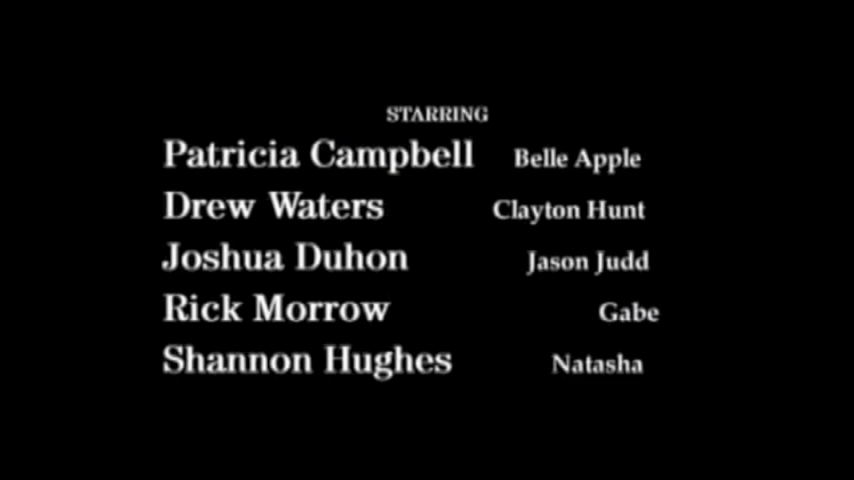 STARRING
Patricia Campbell Belle Apple
Drew Waters Clayton Hunt
Joshua Duhon Jason Judd
Rick Morrow Gabe
Shannon Hughes Natasha